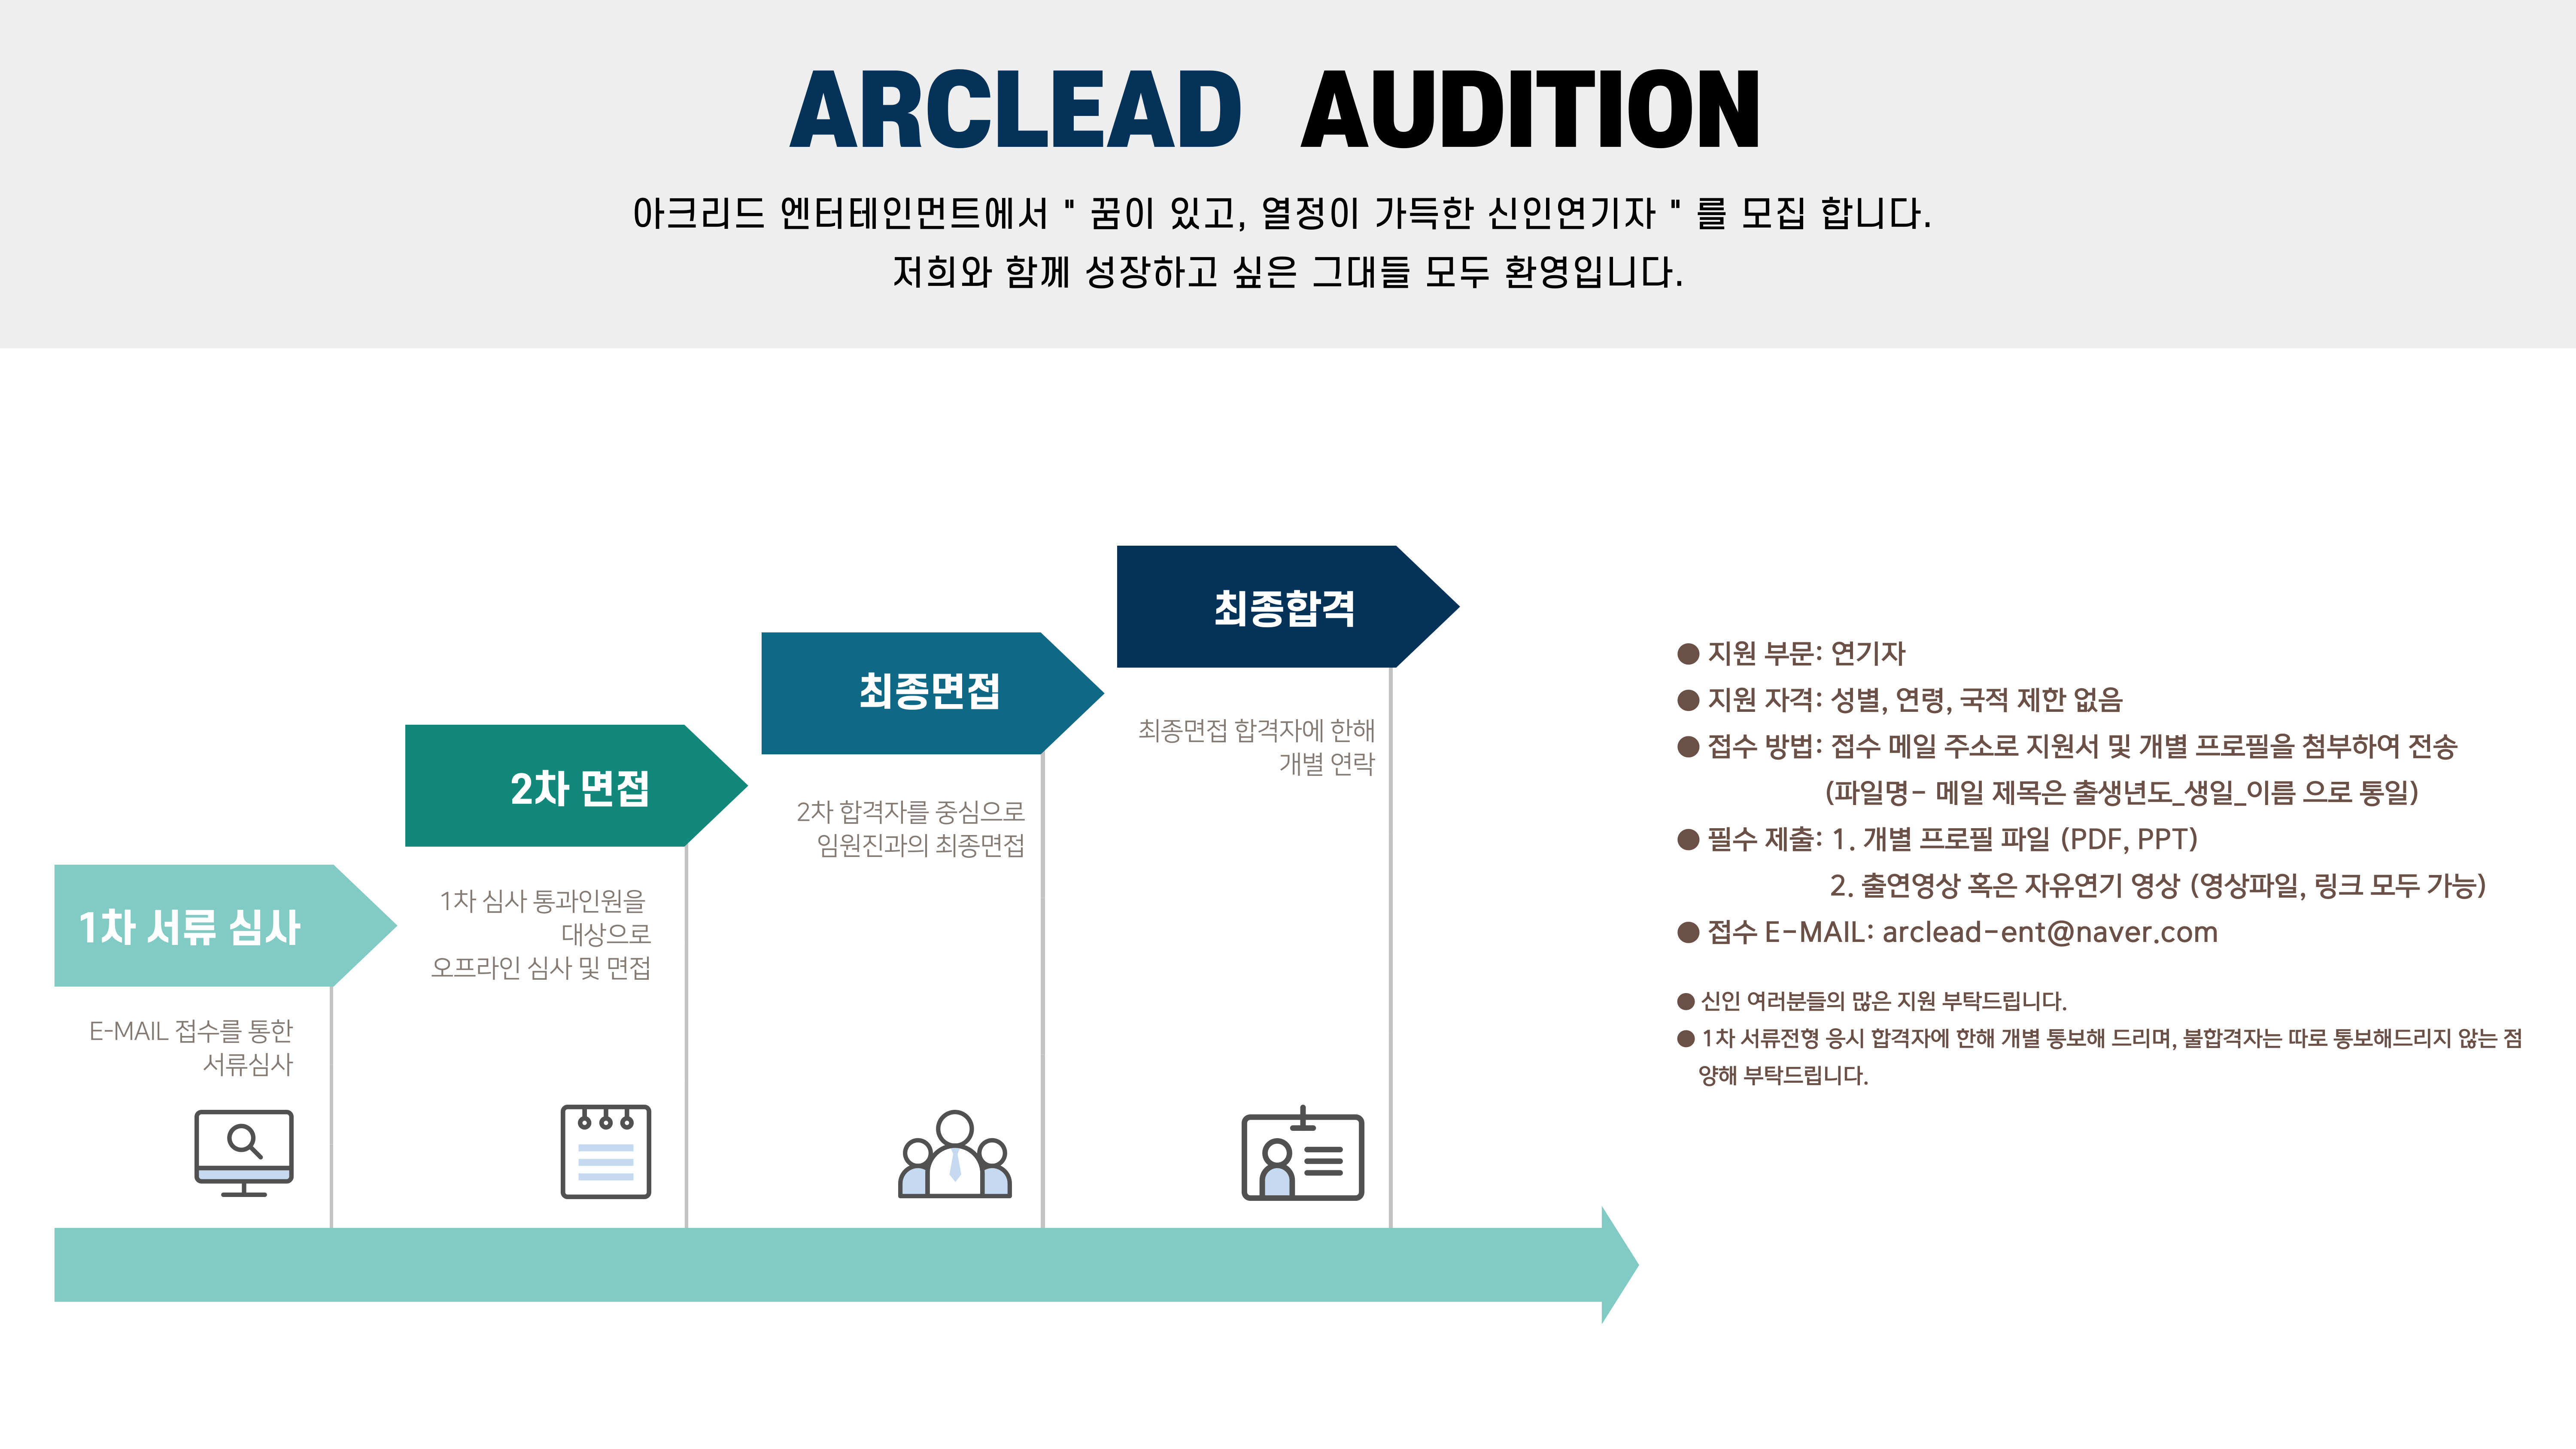 ARCLEAD AUDITION
아크리드 엔터테인먼트에서 " 꿈이 있고, 열정이 가득한 신인연기자 " 를 모집 합니다.
저희와 함께 성장하고 싶은 그대들 모두 환영입니다.
1차 서류 심사
E-MAIL 접수를 통한
서류심사
2차 면접
1차 심사 통과인원을
대상으로
오프라인 심사 및 면접
최종면접
2차 합격자를 중심으로
임원진과의 최종면접
최종합격
최종면접 합격자에 한해
개별 연락
● 지원 부문: 연기자
● 지원 자격: 성별, 연령, 국적 제한 없음
● 접수 방법: 접수 메일 주소로 지원서 및 개별 프로필을 첨부하여 전송
(파일명- 메일 제목은 출생년도_생일_이름 으로 통일)
● 필수 제출: 1. 개별 프로필 파일 (PDF, PPT)
2. 출연영상 혹은 자유연기 영상 (영상파일, 링크 모두 가능)
● 접수 E-MAIL: arclead-ent@naver.com
● 신인 여러분들의 많은 지원 부탁드립니다.
● 1차 서류전형 응시 합격자에 한해 개별 통보해 드리며, 불합격자는 따로 통보해드리지 않는 점
양해 부탁드립니다.